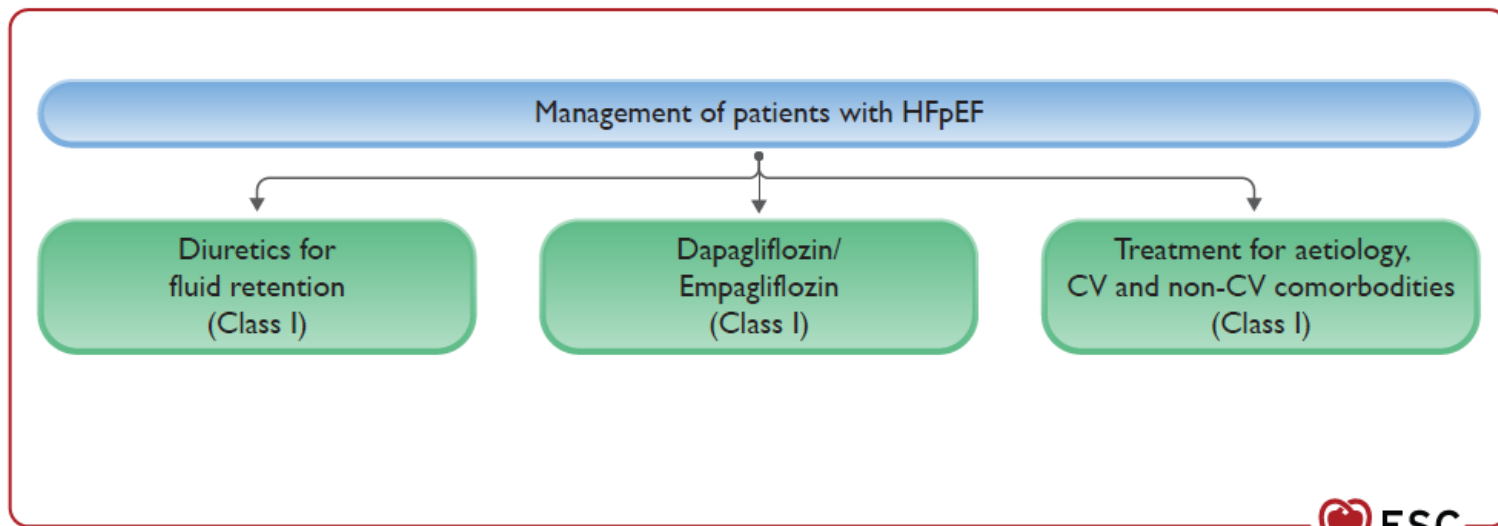 Management of patients with HFpEF
Diuretics for
fluid retention
(Class I)
Dapagliflozin/
Empagliflozin
(Class I)
Treatment for aetiology,
CV and non-CV comorbodities
(Class I)
ESC